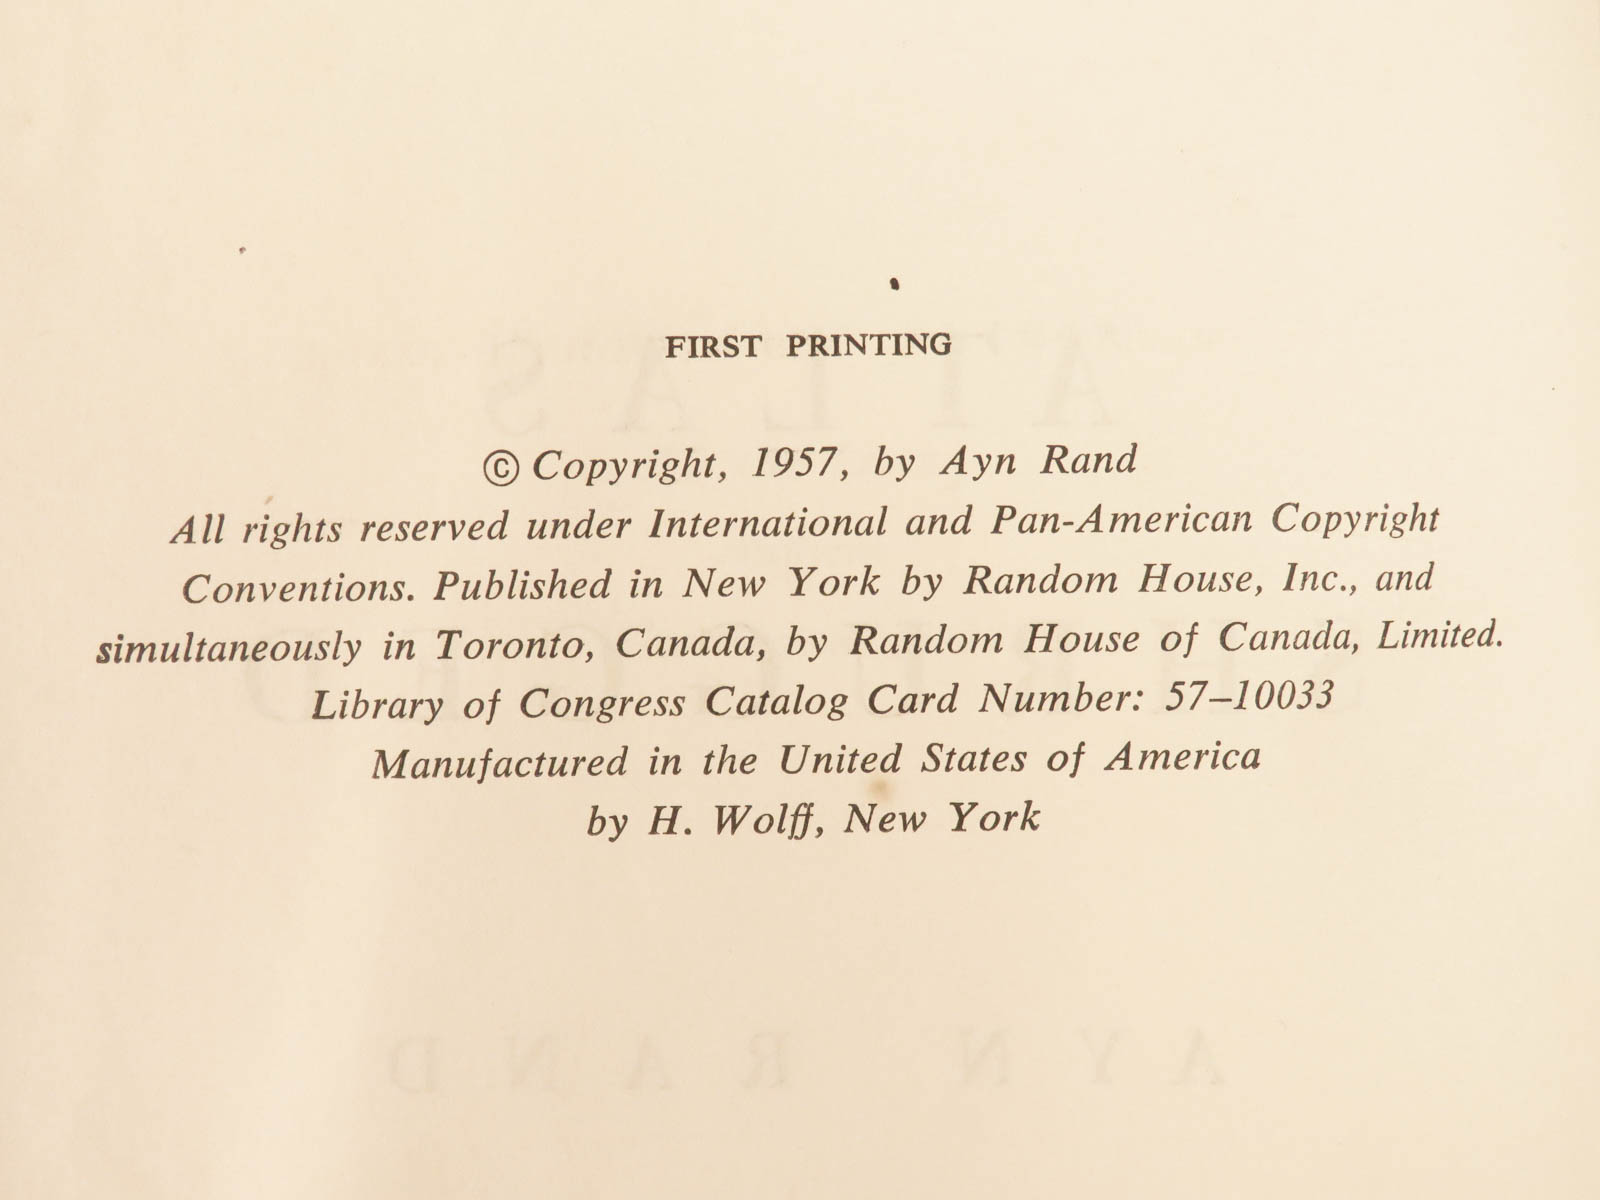 FIRST PRINTING
© Copyright, 1957, by Ayn Rand
All rights reserved under International and Pan-American Copyright
Conventions. Published in New York by Random House, Inc., and
simultaneously in Toronto, Canada, by Random House of Canada, Limited.
Library of Congress Catalog Card Number: 57–10033
Manufactured in the United States of America
by H. Wolff, New York